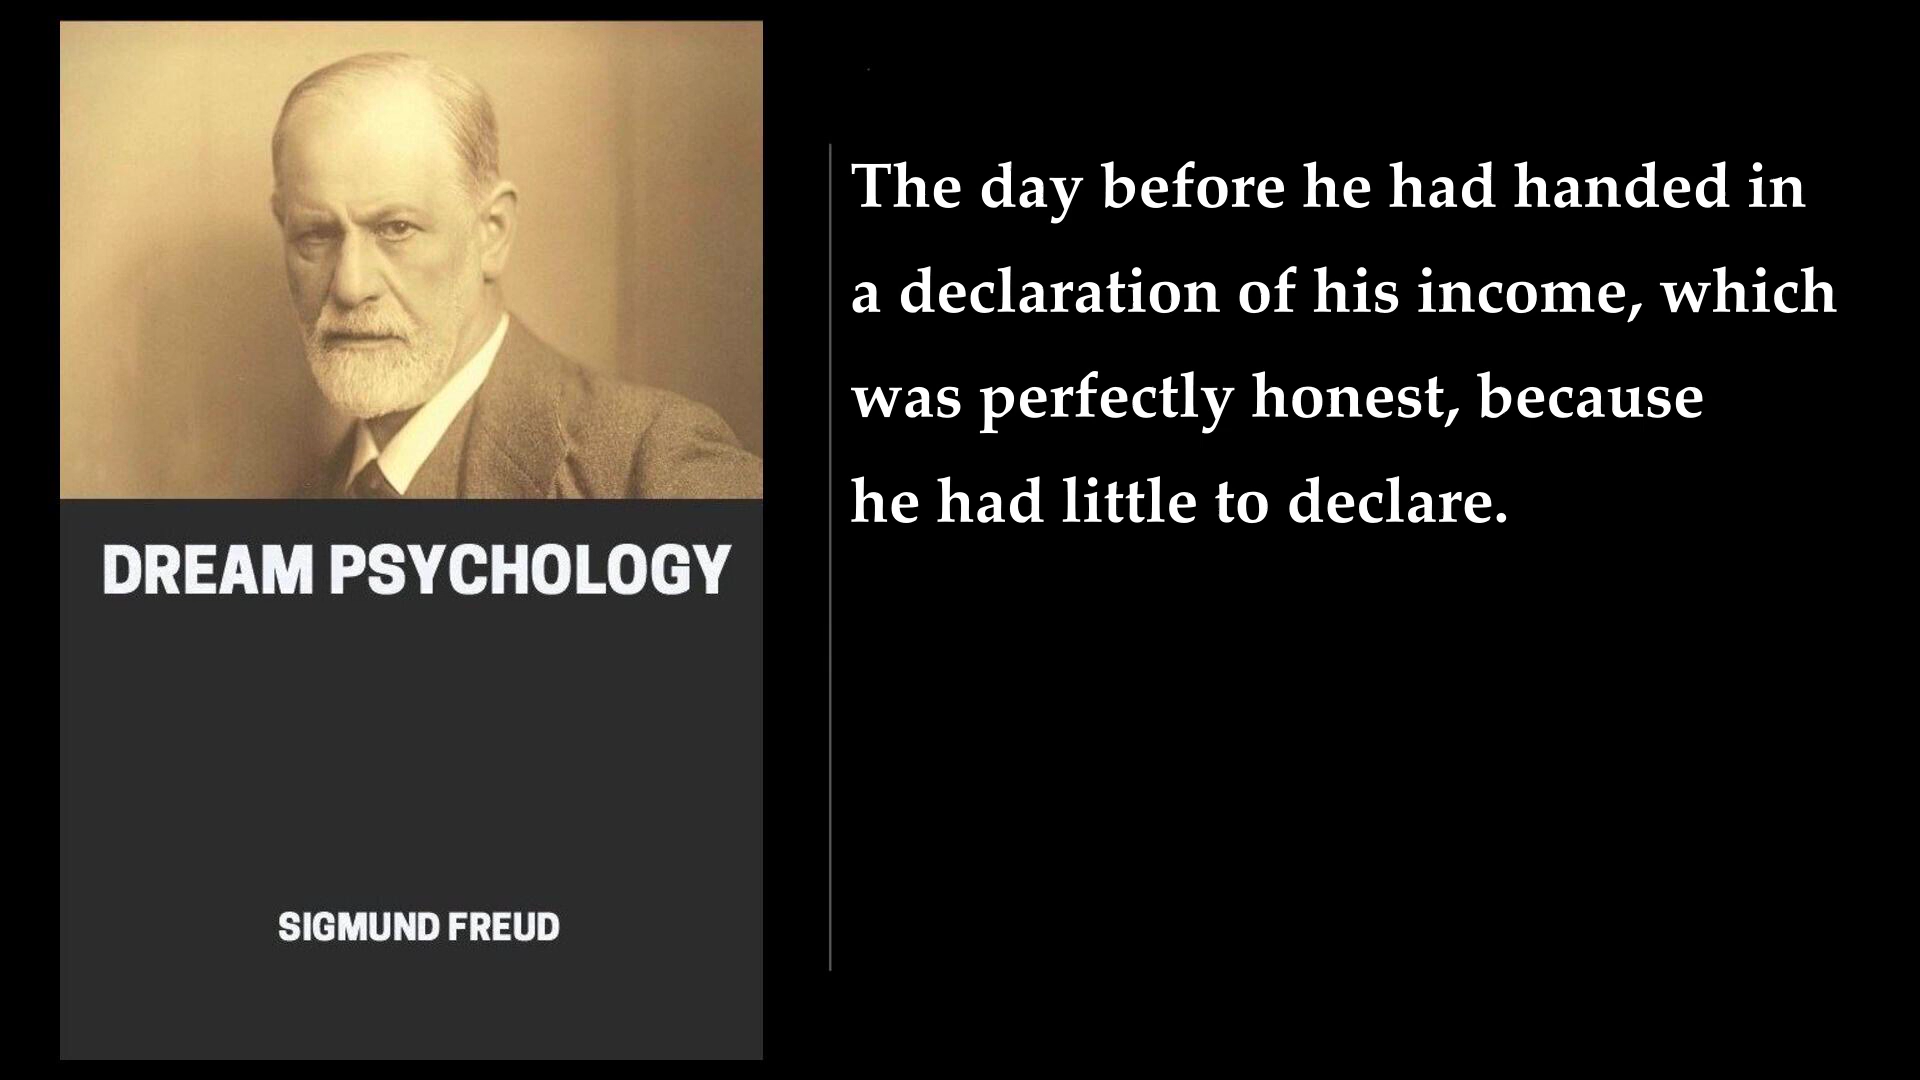 DREAM PSYCHOLOGY
SIGMUND FREUD
The day before he had handed in
a declaration of his income, which
was perfectly honest, because
he had little to declare.